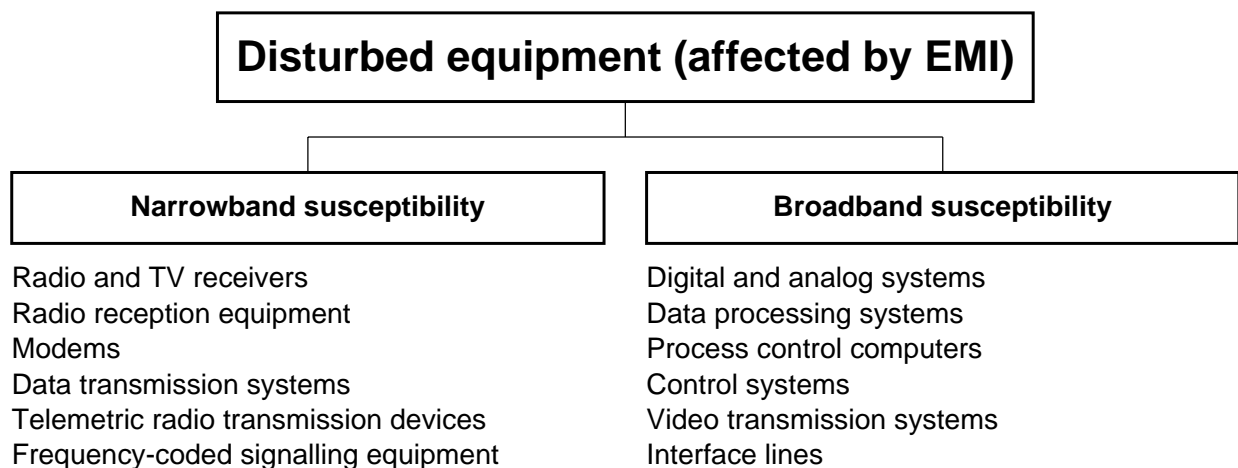 Disturbed equipment (affected by EMI)
Narrowband susceptibility
Radio and TV receivers
Radio reception equipment
Modems
Data transmission systems
Telemetric radio transmission devices
Frequency-coded signalling equipment
Broadband susceptibility
Digital and analog systems
Data processing systems
Process control computers
Control systems
Video transmission systems
Interface lines